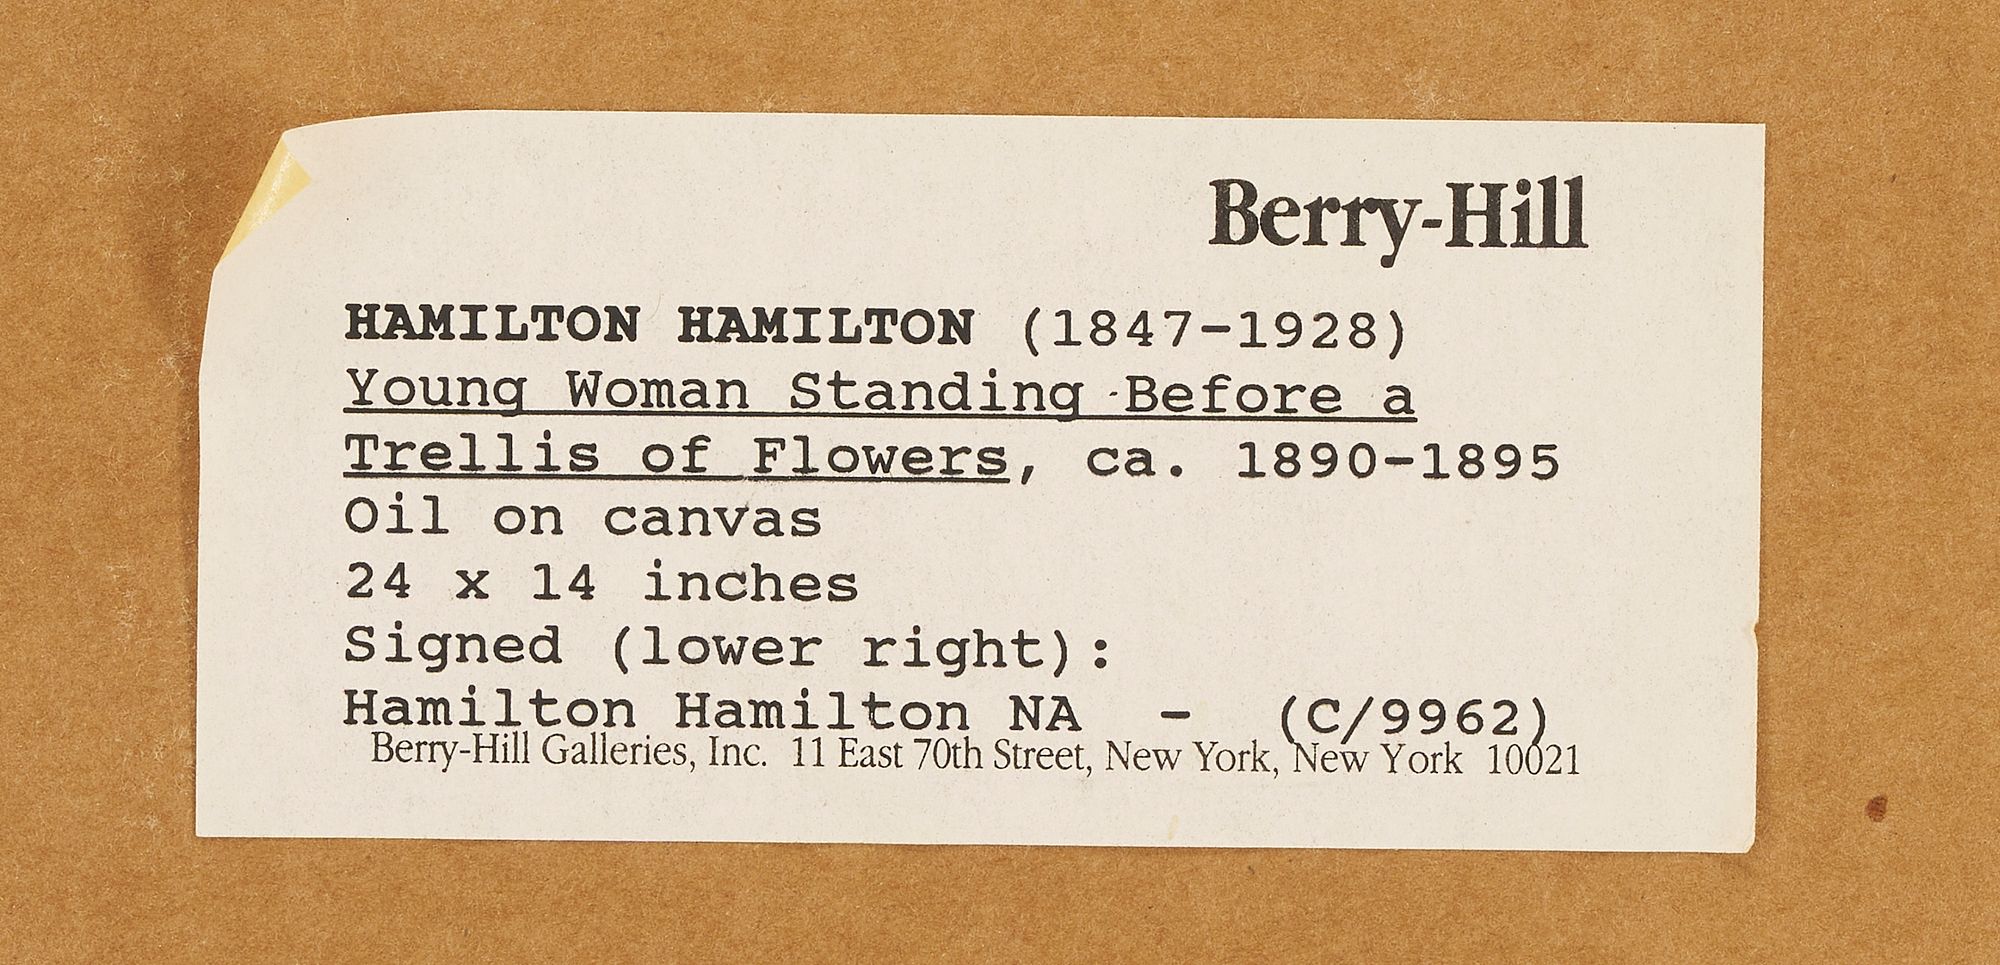 Berry-Hill
HAMILTON HAMILTON (1847-1928)
Young Woman Standing Before a
Trellis of Flowers, ca. 1890-1895
Oil on canvas
24 x 14 inches
Signed (lower right):
Hamilton Hamilton NA - (C/9962)
Berry-Hill Galleries, Inc. 11 East 70th Street, New York, New York 10021